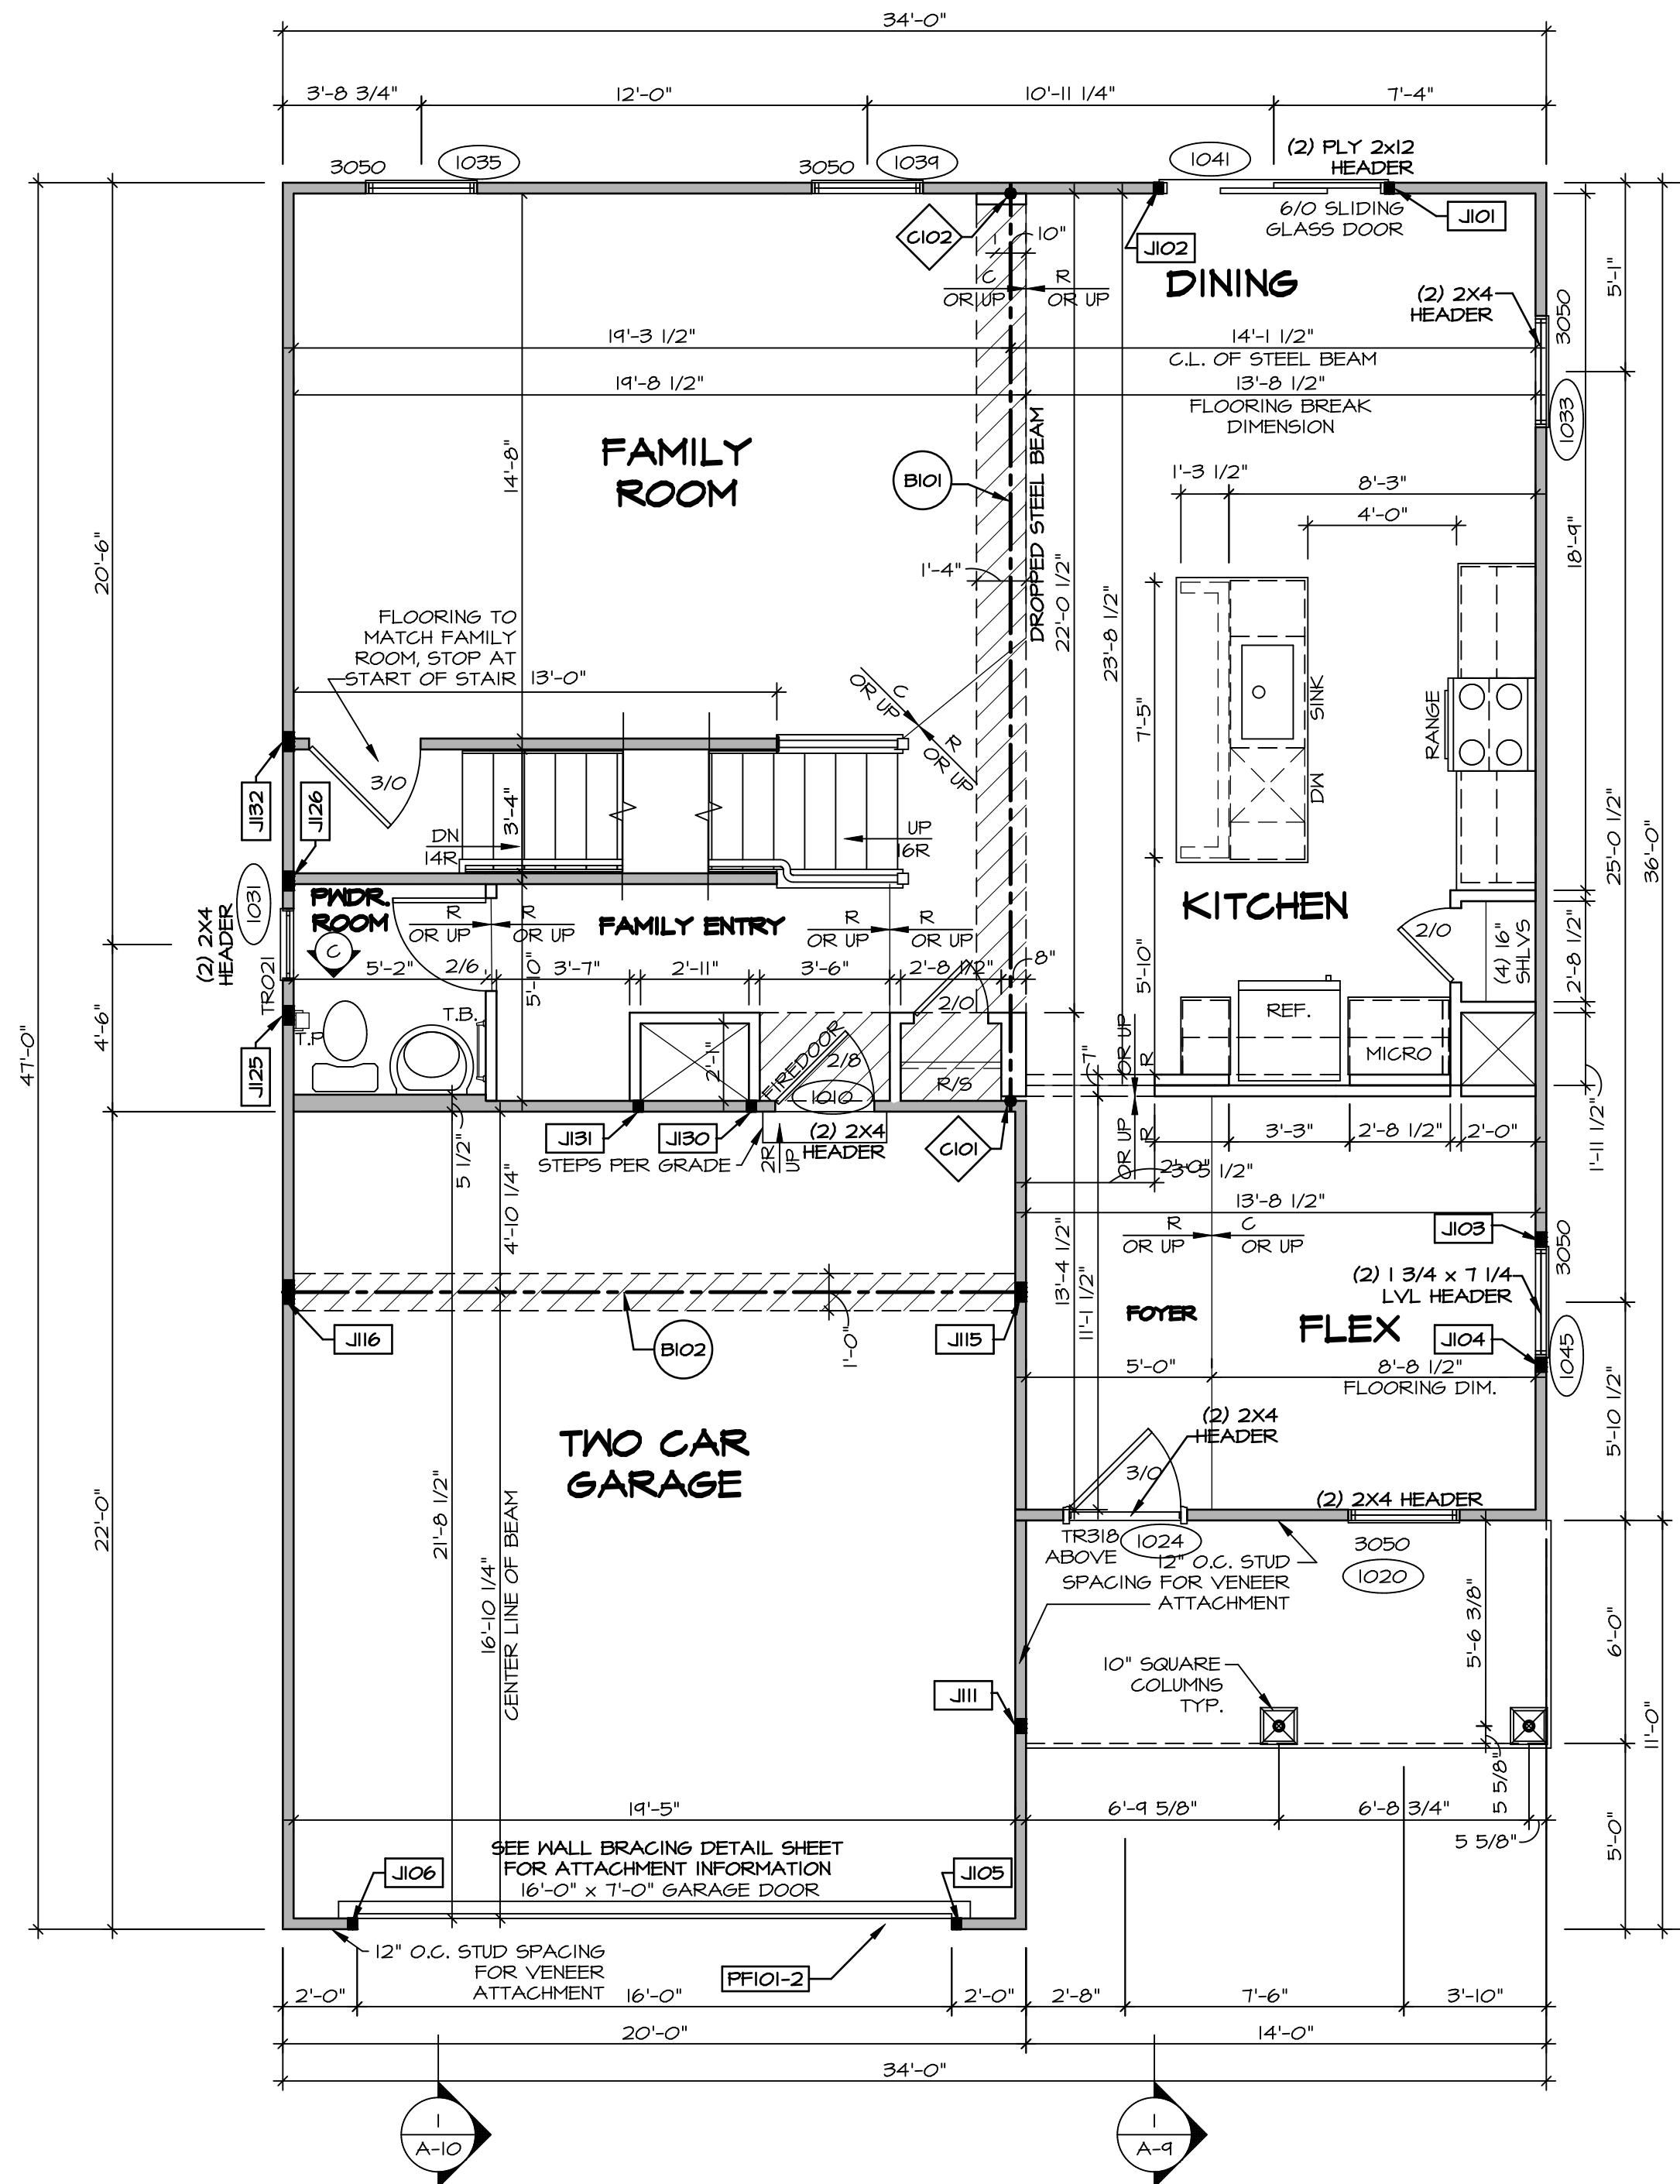 34'-0"
3'-8 3/4"
12'-0"
10'-11 1/4"
7'-4"
3050
1035
3050
1039
1041
(2) PLY 2x12
HEADER
J101
6/0 SLIDING
GLASS DOOR
J102
C102
10"
C
OR UP
R
OR UP
DINING
(2) 2X4
HEADER
3050
1033
5'-1"
19'-3 1/2"
14'-1 1/2"
C.L. OF STEEL BEAM
19'-8 1/2"
13'-8 1/2"
FLOORING BREAK
DIMENSION
FAMILY
ROOM
14'-8"
B101
DROPPED STEEL BEAM
22'-0 1/2"
23'-8 1/2"
1'-4"
1'-3 1/2"
8'-3"
4'-0"
18'-9"
20'-6"
FLOORING TO
MATCH FAMILY
ROOM, STOP AT
START OF STAIR
13'-0"
C
OR UP
R
OR UP
7'-5"
SINK
DW
RANGE
25'-0 1/2"
36'-0"
47'-0"
3/0
J132
J126
3'-4"
DN
14R
UP
16R
1031
(2) 2X4
HEADER
TR021
PWDR.
ROOM
C
R
OR UP
R
OR UP
FAMILY ENTRY
R
OR UP
R
OR UP
KITCHEN
2/0
(4) 16"
SHLVS
2'-8 1/2"
5'-2"
2/6
5'-10"
3'-7"
2'-11"
3'-6"
2'-8 1/2"
8"
5'-10"
4'-6"
T.P.
T.B.
J125
2'-1"
FIREDOOR
2/8
1010
2/0
R/S
REF.
MICRO
7"
OR UP
R
OR UP
R
1'-11 1/2"
J131
J130
(2) 2X4
HEADER
STEPS PER GRADE
2R
UP
C101
5 1/2"
4'-10 1/4"
3'-3"
2'-8 1/2"
2'-0"
2'-0"
3'-5 1/2"
13'-8 1/2"
R
OR UP
C
OR UP
J103
3050
(2) 1 3/4 x 7 1/4
LVL HEADER
J104
1045
13'-4 1/2"
11'-1 1/2"
FOYER
FLEX
J116
B102
J115
1'-0"
5'-0"
8'-8 1/2"
FLOORING DIM.
5'-10 1/2"
(2) 2X4
HEADER
3/0
TWO CAR
GARAGE
22'-0"
21'-8 1/2"
16'-10 1/4"
CENTER LINE OF BEAM
(2) 2X4 HEADER
TR318
ABOVE
1024
3050
1020
12" O.C. STUD
SPACING FOR VENEER
ATTACHMENT
5'-6 3/8"
6'-0"
10" SQUARE
COLUMNS
TYP.
J111
11'-0"
5 5/8"
19'-5"
6'-9 5/8"
6'-8 3/4"
5 5/8"
5'-0"
SEE WALL BRACING DETAIL SHEET
FOR ATTACHMENT INFORMATION
16'-0" x 7'-0" GARAGE DOOR
J106
J105
12" O.C. STUD SPACING
FOR VENEER
ATTACHMENT
PF101-2
2'-0"
16'-0"
2'-0"
2'-8"
7'-6"
3'-10"
20'-0"
14'-0"
34'-0"
1
A-10
1
A-9